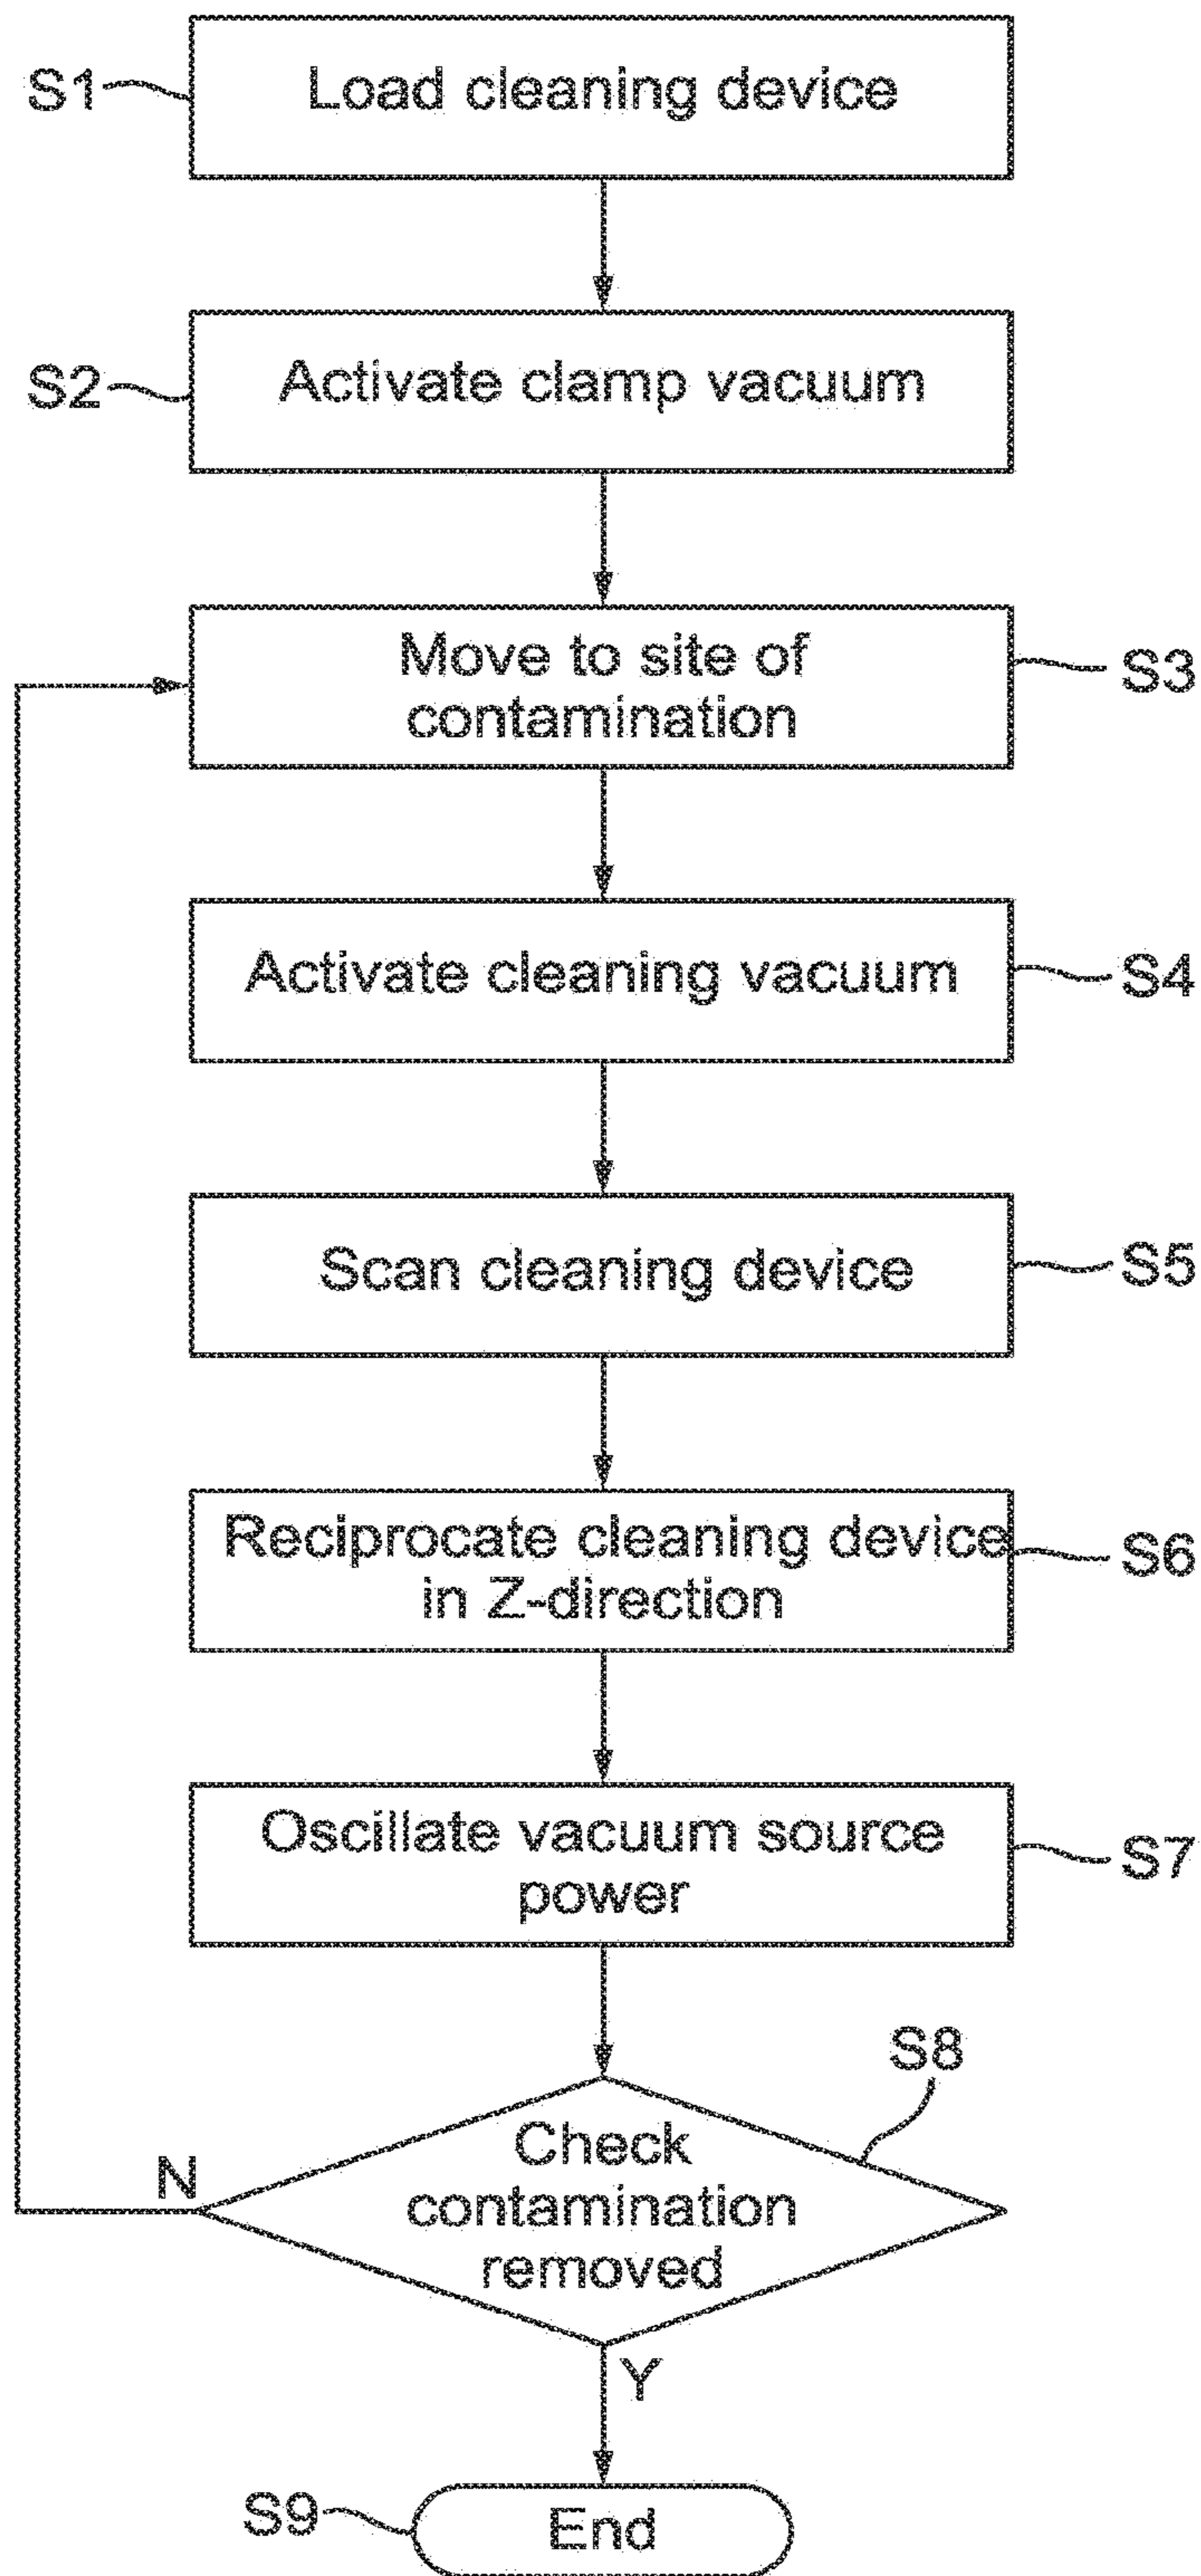 S1
Load cleaning device
S2
Activate clamp vacuum
Move to site of
contamination
S3
Activate cleaning vacuum
S4
Scan cleaning device
S5
Reciprocate cleaning device
in Z-direction
S6
Oscillate vacuum source
power
S7
S8
Check
contamination
removed
N
Y
S9
End